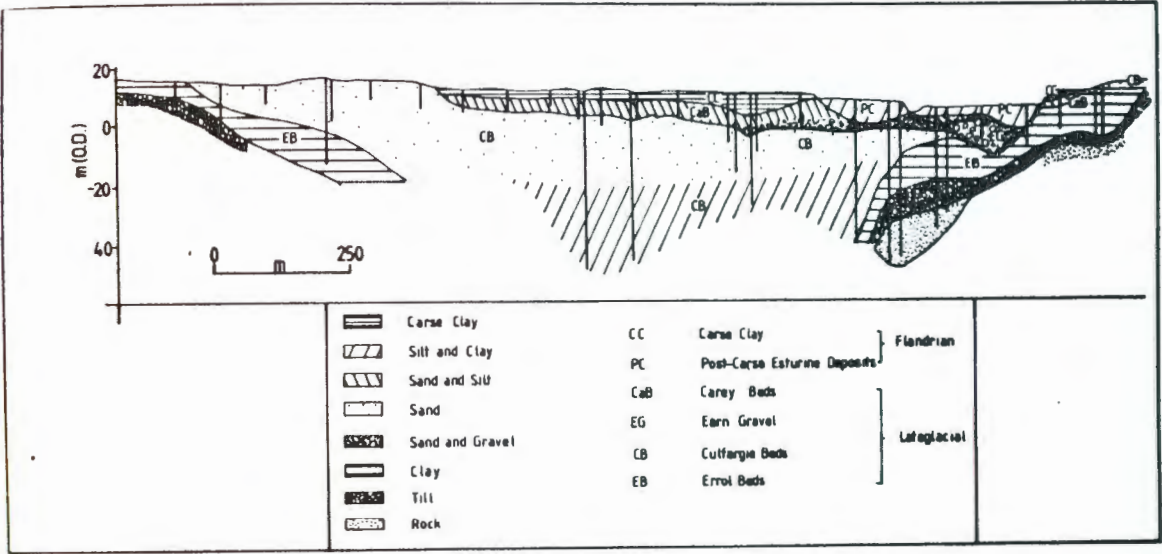 20
0
-20
40
m (O.D.)
0 250
m
EB
CB
CC
CaB
CB
CB
PC
PC
EG
EB
CC
CaB
CB
Carse Clay
Silt and Clay
Sand and Silt
Sand
Sand and Gravel
Clay
Till
Rock
CC Carse Clay
PC Post-Carse Esturine Deposits
Flandrian
CaB Carey Beds
EG Earn Gravel
CB Culfargie Beds
EB Errol Beds
Lateglacial